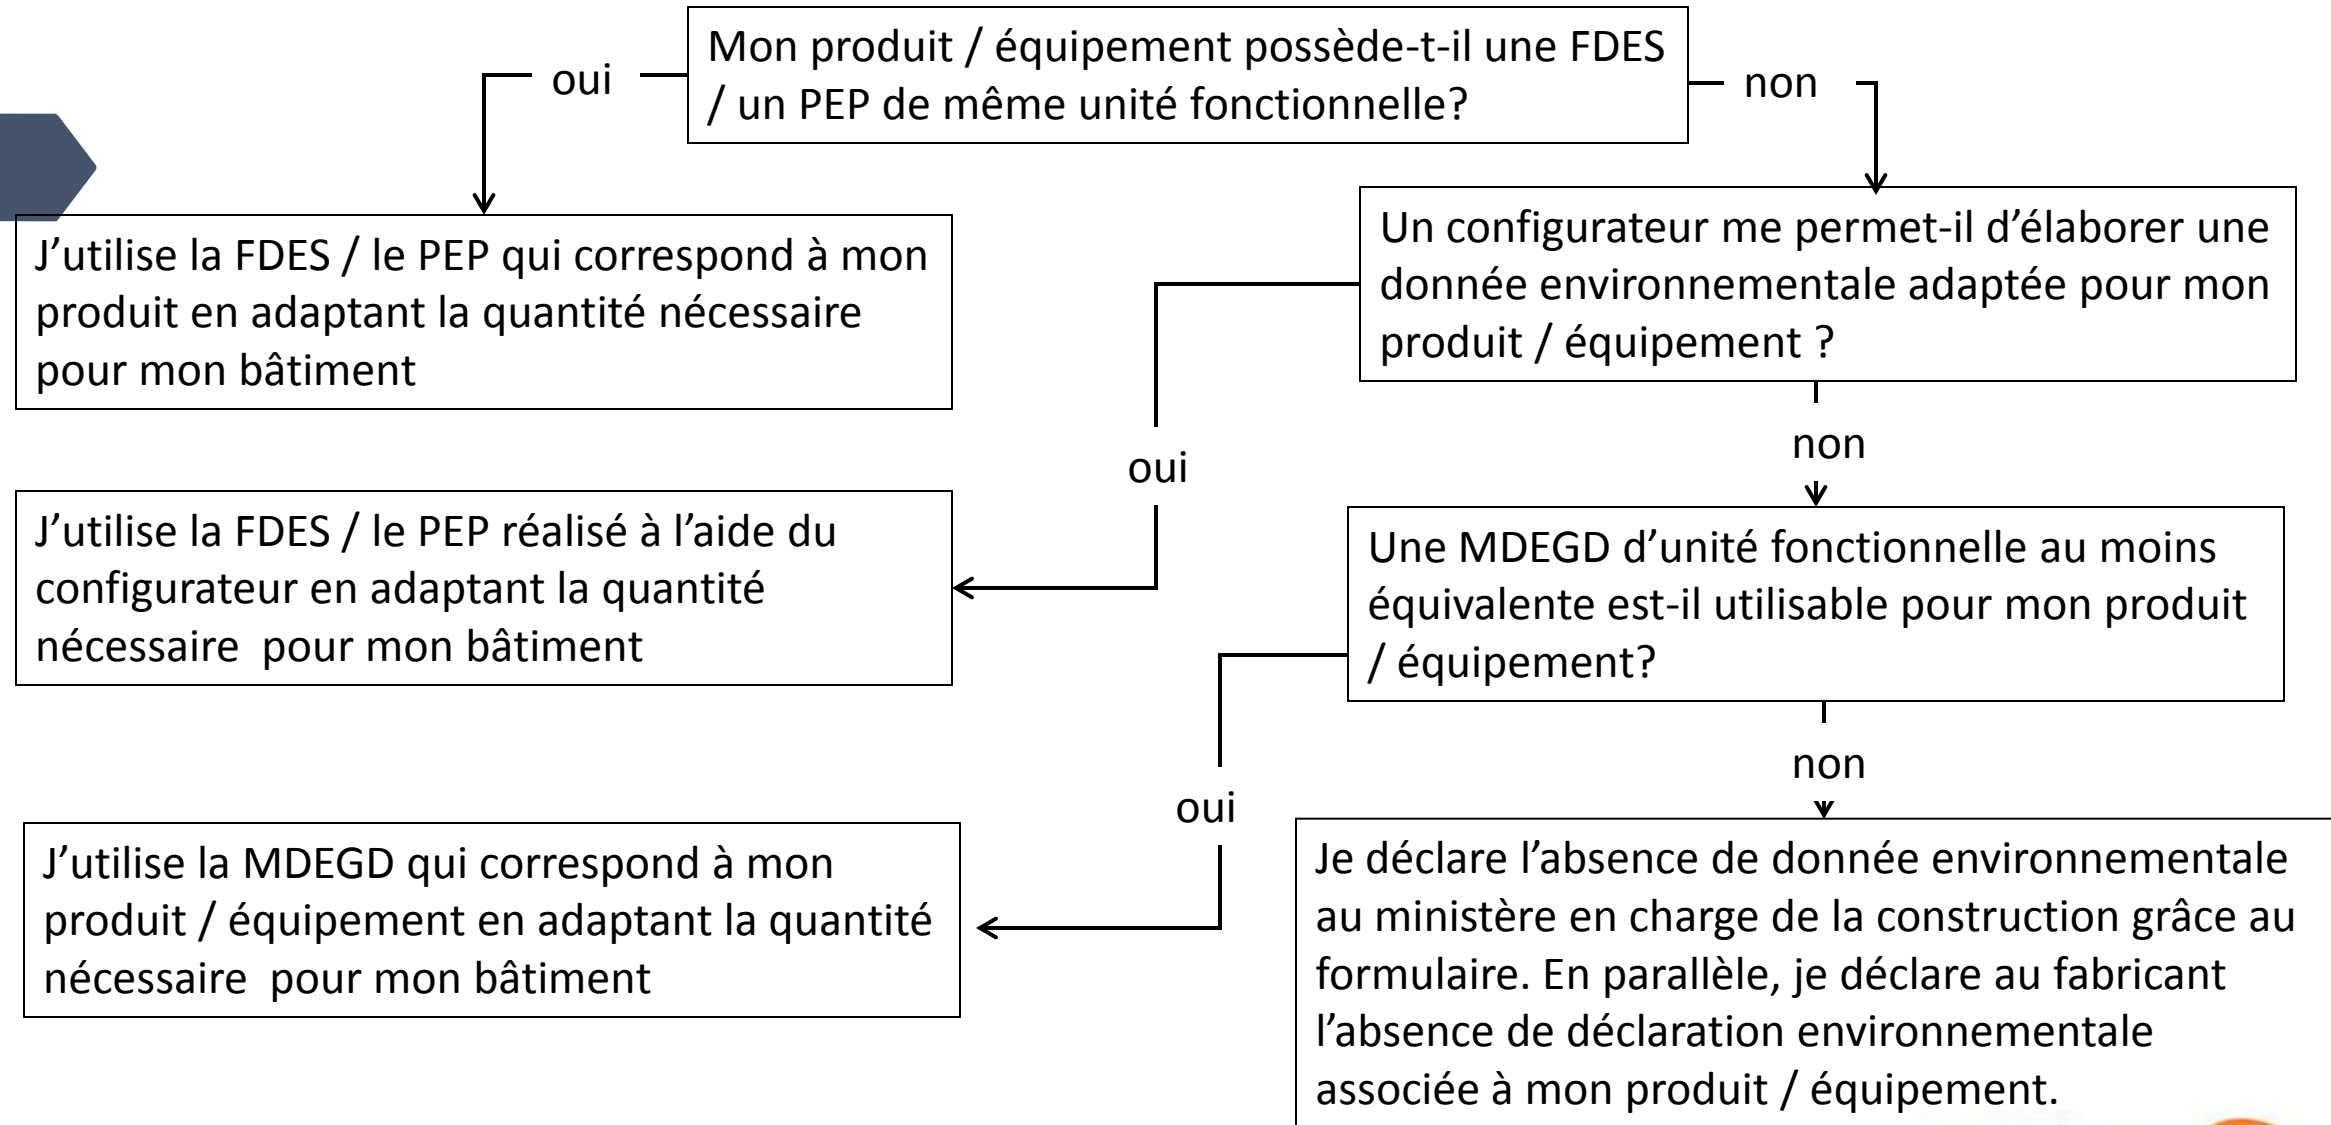 Mon produit / équipement possède-t-il une FDES
/ un PEP de même unité fonctionnelle?
oui
non
J’utilise la FDES / le PEP qui correspond à mon
produit en adaptant la quantité nécessaire
pour mon bâtiment
Un configurateur me permet-il d’élaborer une
donnée environnementale adaptée pour mon
produit / équipement ?
oui
non
J’utilise la FDES / le PEP réalisé à l’aide du
configurateur en adaptant la quantité
nécessaire  pour mon bâtiment
Une MDEGD d’unité fonctionnelle au moins
équivalente est-il utilisable pour mon produit
/ équipement?
oui
non
J’utilise la MDEGD qui correspond à mon
produit / équipement en adaptant la quantité
nécessaire  pour mon bâtiment
Je déclare l’absence de donnée environnementale
au ministère en charge de la construction grâce au
formulaire. En parallèle, je déclare au fabricant
l’absence de déclaration environnementale
associée à mon produit / équipement.